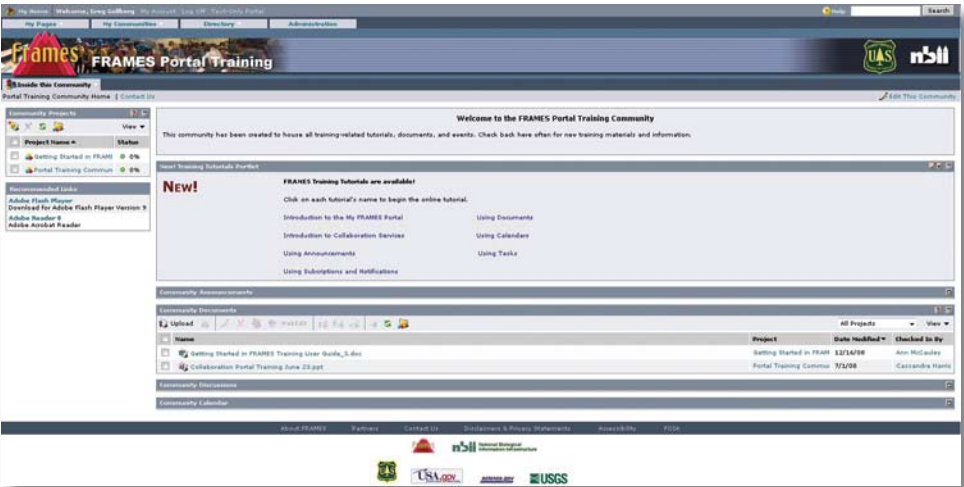 My Home Welcome, Greg Gollberg My Account Log Off Text-Only Portal Help Search
My Pages My Communities Directory Administration
Frames FRAMES Portal Training UAS nbii
Inside this Community
Portal Training Community Home | Contact Us Edit This Community
Community Projects
View
Project Name Status
Getting Started in FRAME 0%
Portal Training Commun 0%
Recommended Links
Adobe Flash Player
Download for Adobe Flash Player Version 9
Adobe Reader 9
Adobe Acrobat Reader
Welcome to the FRAMES Portal Training Community
This community has been created to house all training-related tutorials, documents, and events. Check back here often for new training materials and information.
New! Training Tutorials Portlet
NEW!
FRAMES Training Tutorials are available!
Click on each tutorial's name to begin the online tutorial.
Introduction to the My FRAMES Portal Using Documents
Introduction to Collaboration Services Using Calendars
Using Announcements Using Tasks
Using Subscriptions and Notifications
Community Announcements
Community Documents
Upload All Projects View
Name Project Date Modified Checked In By
Getting Started in FRAMES Training User Guide_5.doc Getting Started in FRAM 12/16/08 Ann McCauley
Collaboration Portal Training June 23.ppt Portal Training Commun 7/1/08 Cassandra Harris
Community Discussions
Community Calendar
About FRAMES Partners Contact Us Disclaimers & Privacy Statements Accessibility FOIA
nbii National Biological Information Infrastructure
USA.gov science.gov USGS